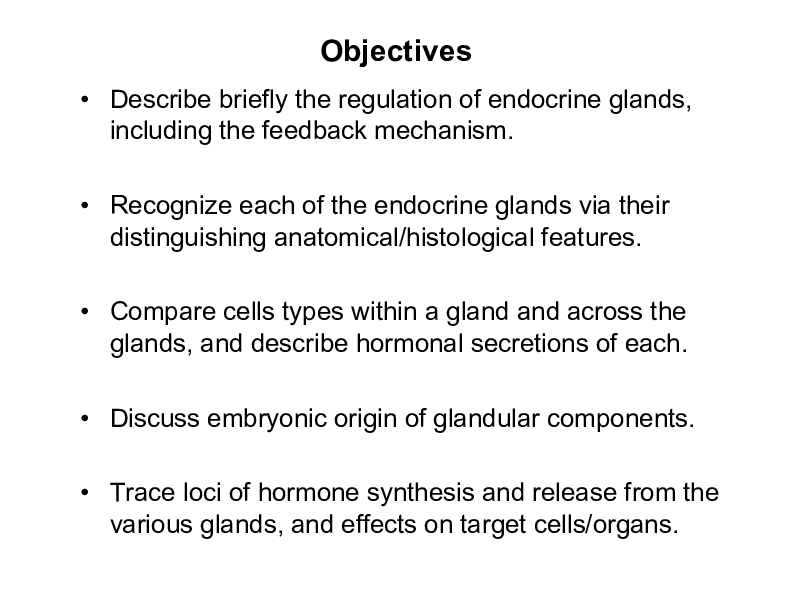 Objectives
• Describe briefly the regulation of endocrine glands,
including the feedback mechanism.
• Recognize each of the endocrine glands via their
distinguishing anatomical/histological features.
• Compare cells types within a gland and across the
glands, and describe hormonal secretions of each.
• Discuss embryonic origin of glandular components.
• Trace loci of hormone synthesis and release from the
various glands, and effects on target cells/organs.